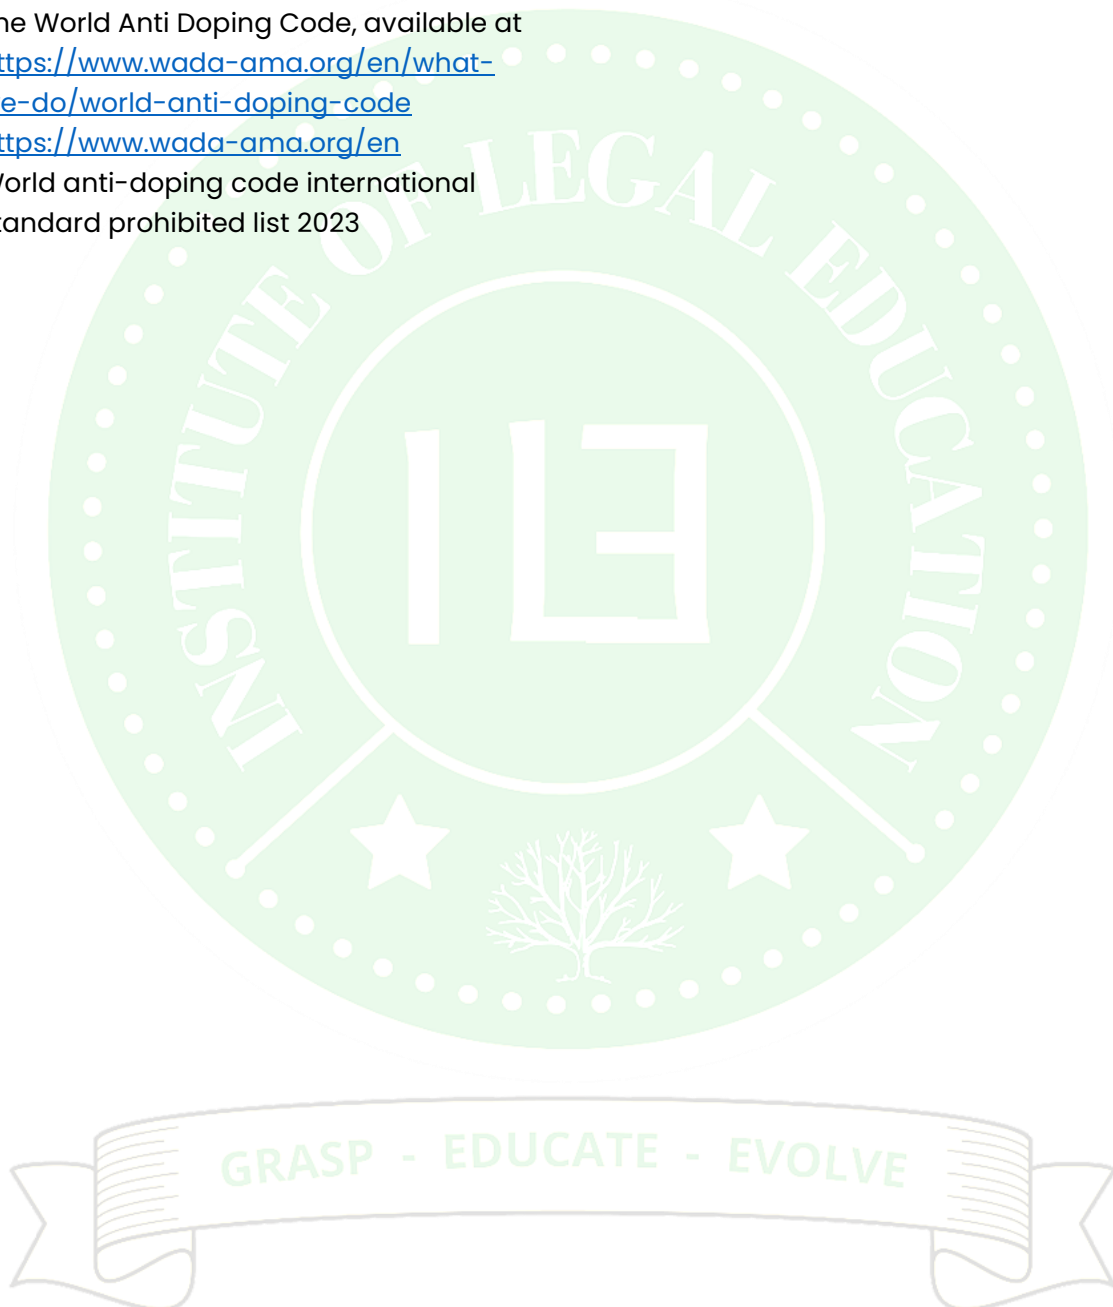 he World Anti Doping Code, available at
ttps://www.wada-ama.org/en/what-
e-do/world-anti-doping-code
ttps://www.wada-ama.org/en
orld anti-doping code international
tandard prohibited list 2023
INSTITUTE OF LEGAL EDUCATION
ILE
GRASP - EDUCATE - EVOLVE